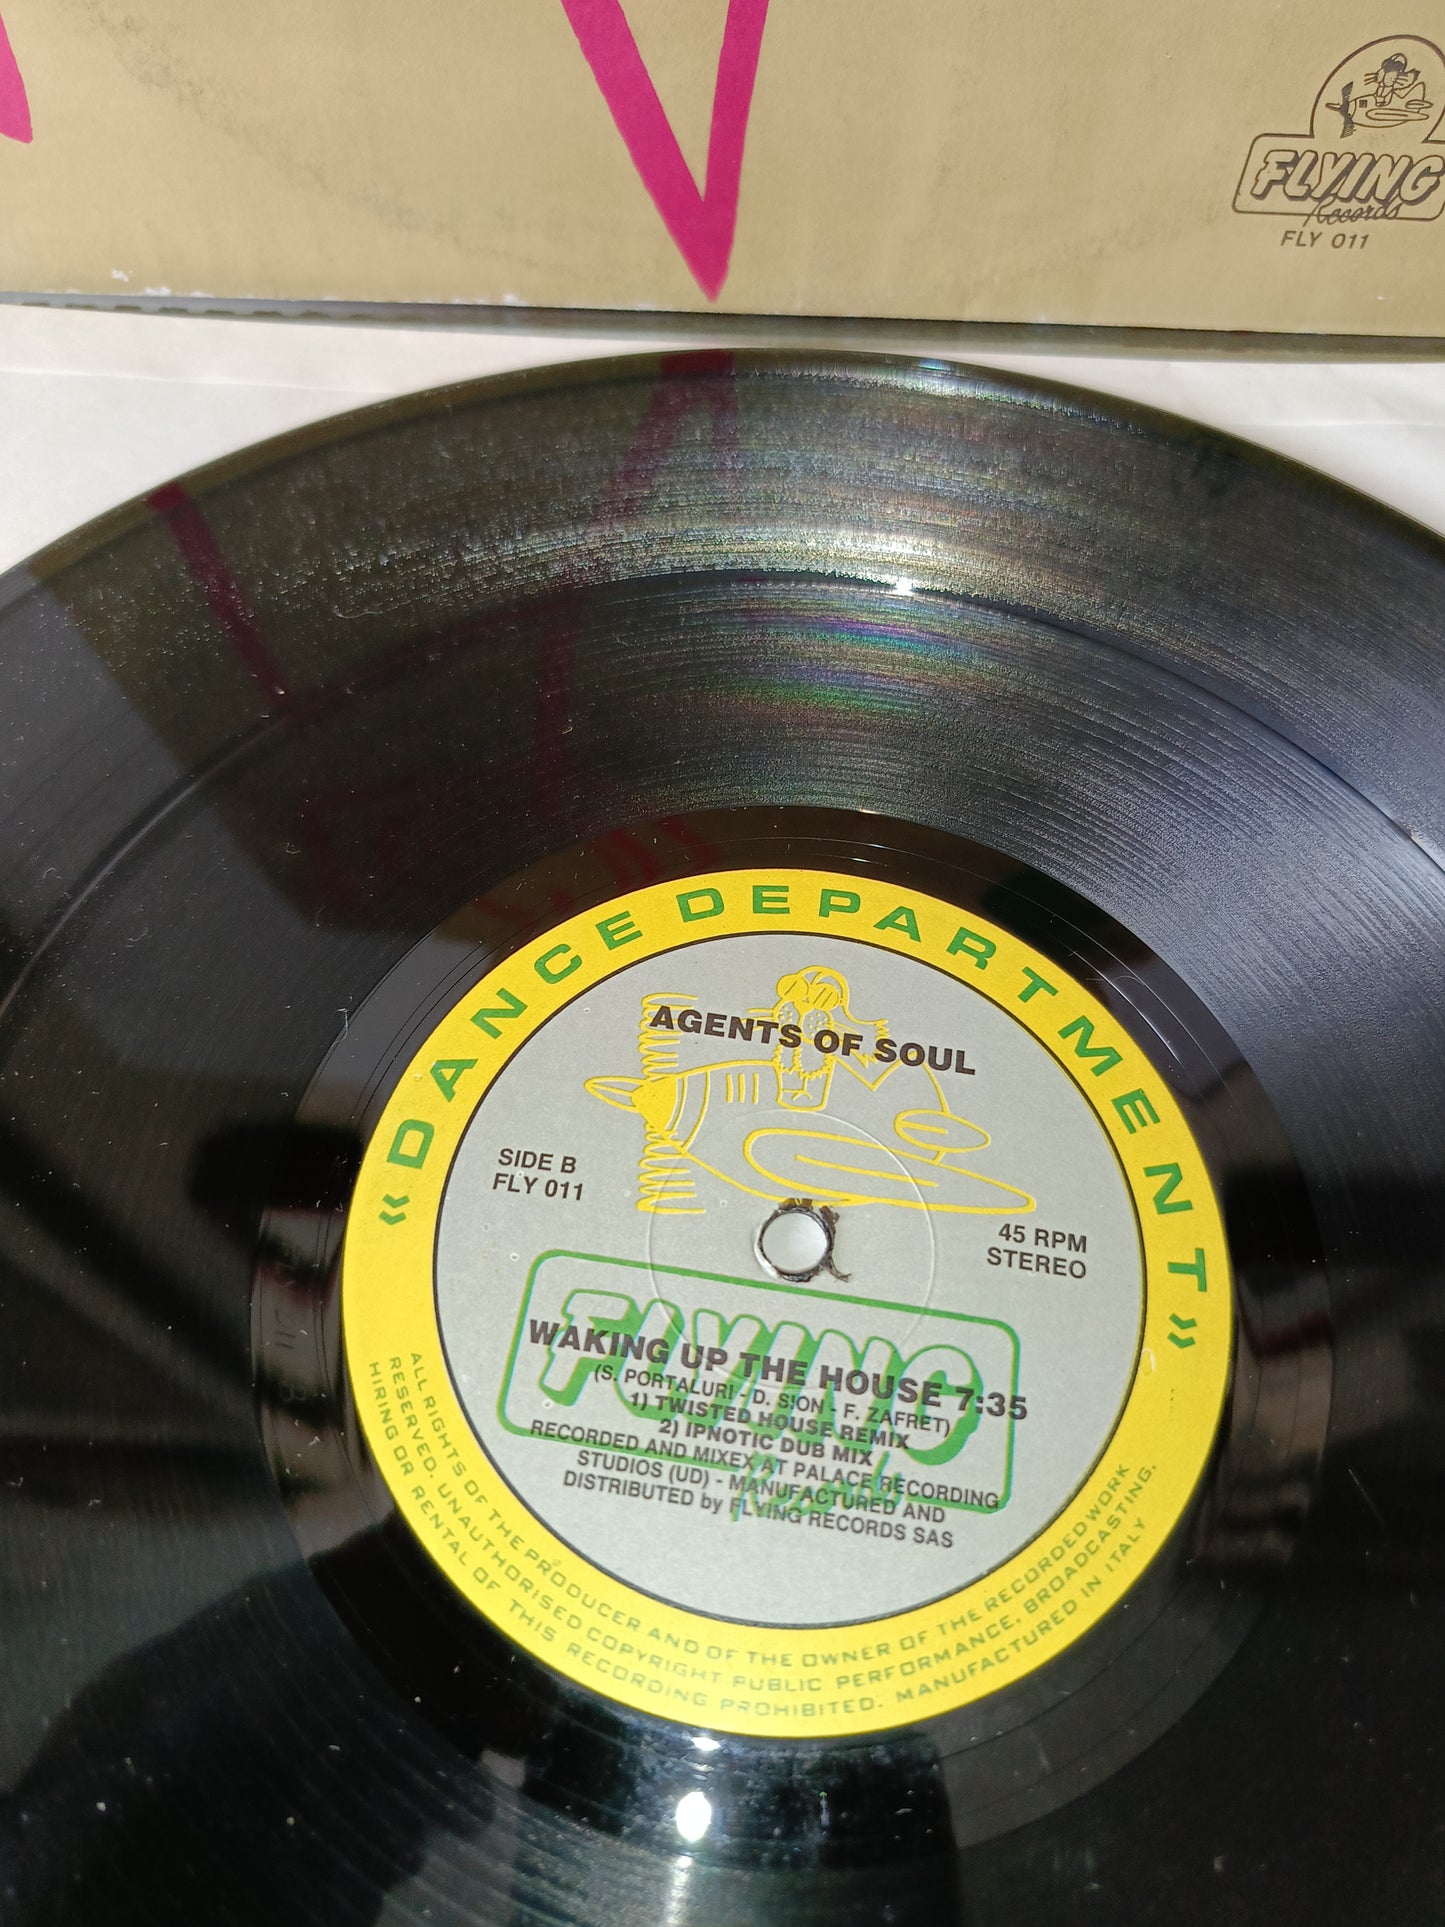 FLYING
Records
FLY 011
«DANCE DEPARTMENT»
AGENTS OF SOUL
SIDE B
FLY 011
45 RPM
STEREO
FLYING
Records
WAKING UP THE HOUSE 7:35
(S. PORTALURI - D. SION - F. ZAFRET)
1) TWISTED HOUSE REMIX
2) IPNOTIC DUB MIX
RECORDED AND MIXEX AT PALACE RECORDING
STUDIOS (UD) - MANUFACTURED AND
DISTRIBUTED by FLYING RECORDS SAS
ALL RIGHTS OF THE PRODUCER AND OF THE OWNER OF THE RECORDED WORK
RESERVED. UNAUTHORISED COPYRIGHT PUBLIC PERFORMANCE, BROADCASTING,
HIRING OR RENTAL OF THIS RECORDING PROHIBITED. MANUFACTURED IN ITALY